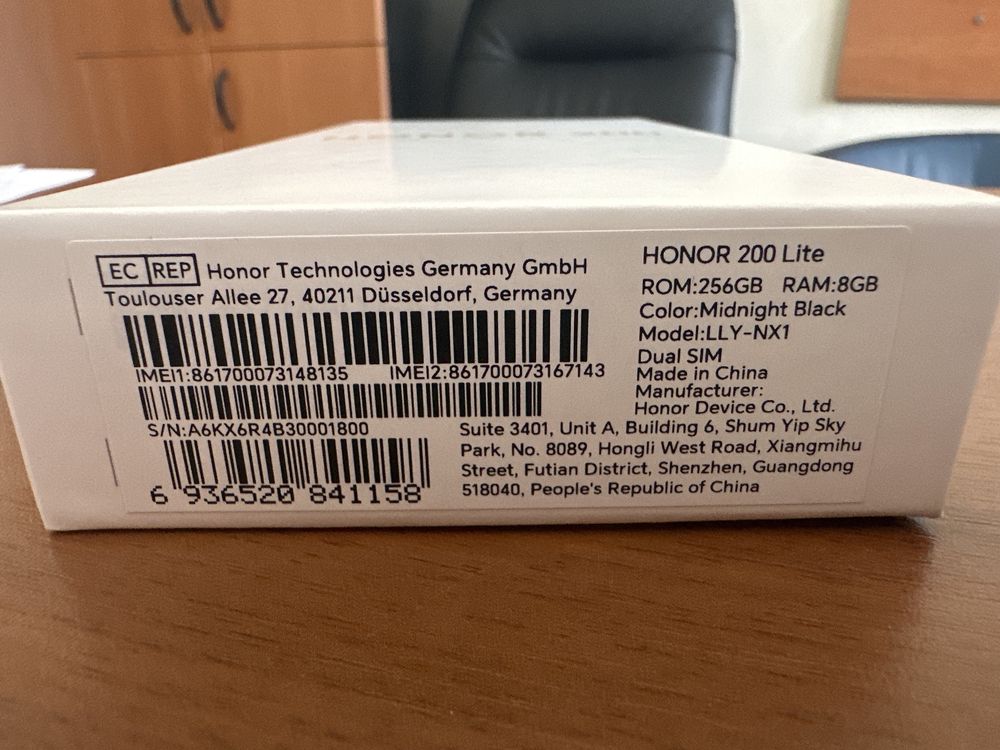 HONOR 200
EC REP Honor Technologies Germany GmbH
Toulouser Allee 27, 40211 Düsseldorf, Germany
IMEI1:861700073148135 IMEI2:861700073167143
S/N:A6KX6R4B30001800
6 936520 841158
HONOR 200 Lite
ROM:256GB RAM:8GB
Color:Midnight Black
Model:LLY-NX1
Dual SIM
Made in China
Manufacturer:
Honor Device Co., Ltd.
Suite 3401, Unit A, Building 6, Shum Yip Sky
Park, No. 8089, Hongli West Road, Xiangmihu
Street, Futian District, Shenzhen, Guangdong
518040, People's Republic of China